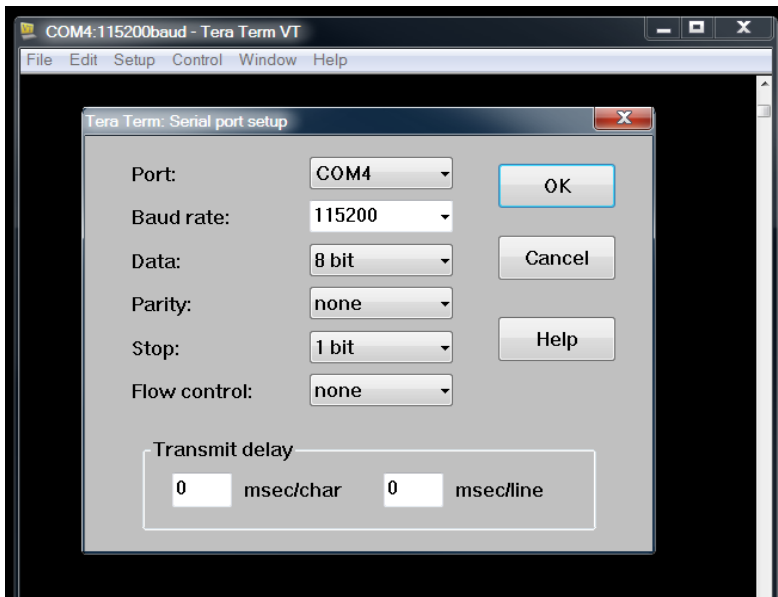 COM4:115200baud - Tera Term VT
File Edit Setup Control Window Help
Tera Term: Serial port setup
Port: COM4
OK
Baud rate: 115200
Data: 8 bit
Cancel
Parity: none
Stop: 1 bit
Help
Flow control: none
Transmit delay
0 msec/char 0 msec/line